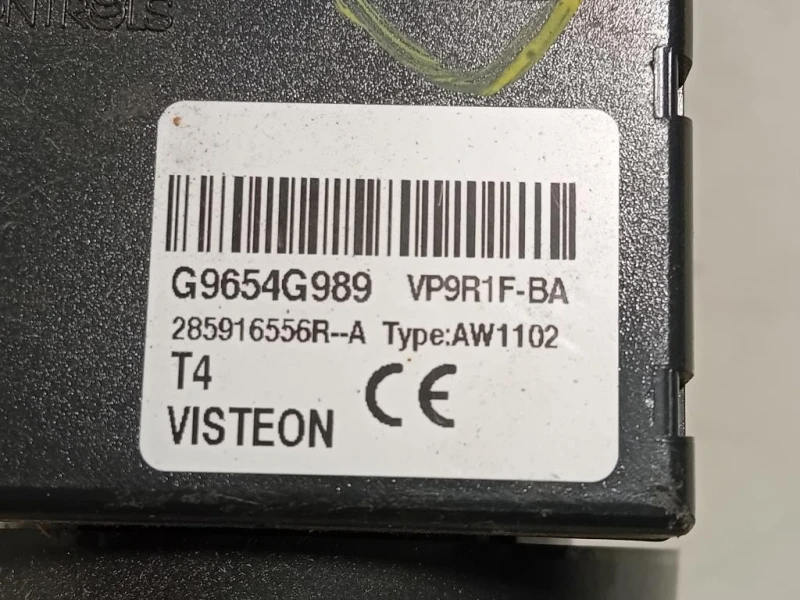 G9654G989 VP9R1F-BA
285916556R--A Type:AW1102
T4 CE
VISTEON